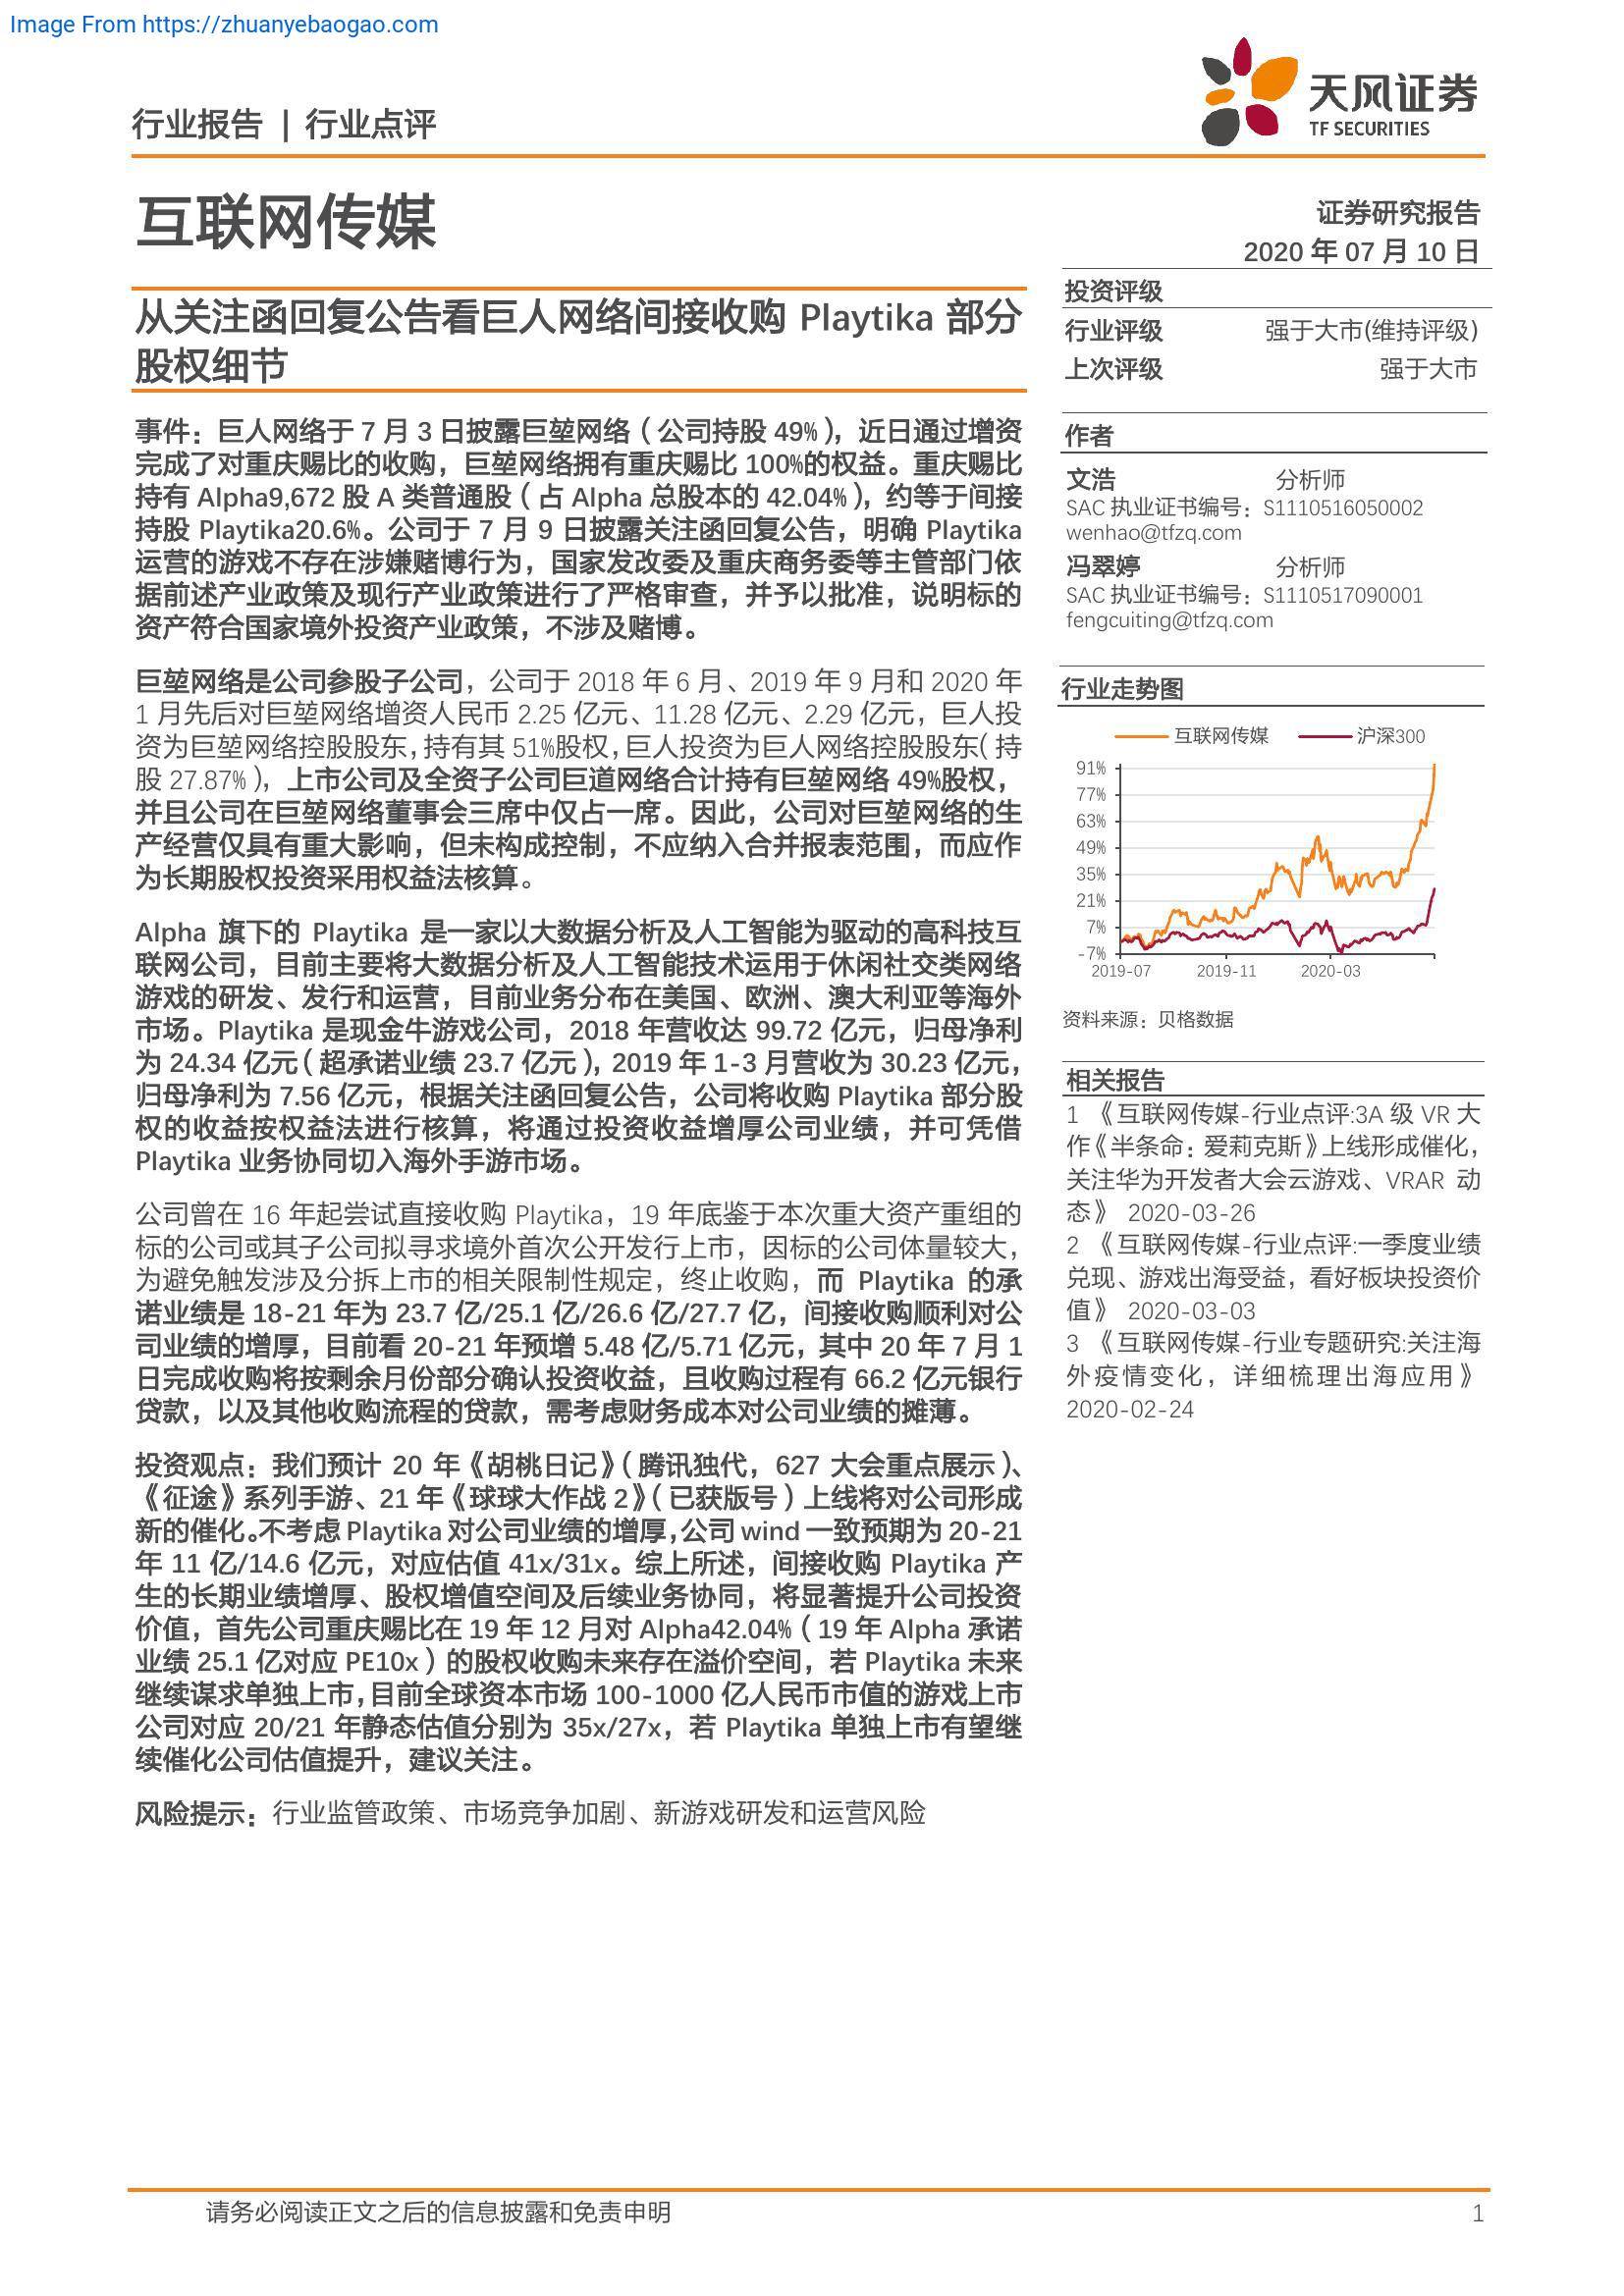 Image From https://zhuanyebaogao.com
天风证券
TF SECURITIES
行业报告 | 行业点评
互联网传媒
证券研究报告
2020 年 07 月 10 日
从关注函回复公告看巨人网络间接收购 Playtika 部分
股权细节
事件：巨人网络于 7 月 3 日披露巨堃网络（公司持股 49%），近日通过增资
完成了对重庆赐比的收购，巨堃网络拥有重庆赐比 100%的权益。重庆赐比
持有 Alpha9,672 股 A 类普通股（占 Alpha 总股本的 42.04%），约等于间接
持股 Playtika20.6%。公司于 7 月 9 日披露关注函回复公告，明确 Playtika
运营的游戏不存在涉嫌赌博行为，国家发改委及重庆商务委等主管部门依
据前述产业政策及现行产业政策进行了严格审查，并予以批准，说明标的
资产符合国家境外投资产业政策，不涉及赌博。
巨堃网络是公司参股子公司，公司于 2018 年 6 月、2019 年 9 月和 2020 年
1 月先后对巨堃网络增资人民币 2.25 亿元、11.28 亿元、2.29 亿元，巨人投
资为巨堃网络控股股东，持有其 51%股权，巨人投资为巨人网络控股股东（持
股 27.87%），上市公司及全资子公司巨道网络合计持有巨堃网络 49%股权，
并且公司在巨堃网络董事会三席中仅占一席。因此，公司对巨堃网络的生
产经营仅具有重大影响，但未构成控制，不应纳入合并报表范围，而应作
为长期股权投资采用权益法核算。
Alpha 旗下的 Playtika 是一家以大数据分析及人工智能为驱动的高科技互
联网公司，目前主要将大数据分析及人工智能技术运用于休闲社交类网络
游戏的研发、发行和运营，目前业务分布在美国、欧洲、澳大利亚等海外
市场。Playtika 是现金牛游戏公司，2018 年营收达 99.72 亿元，归母净利
为 24.34 亿元（超承诺业绩 23.7 亿元），2019 年 1-3 月营收为 30.23 亿元，
归母净利为 7.56 亿元，根据关注函回复公告，公司将收购 Playtika 部分股
权的收益按权益法进行核算，将通过投资收益增厚公司业绩，并可凭借
Playtika 业务协同切入海外手游市场。
公司曾在 16 年起尝试直接收购 Playtika，19 年底鉴于本次重大资产重组的
标的公司或其子公司拟寻求境外首次公开发行上市，因标的公司体量较大，
为避免触发涉及分拆上市的相关限制性规定，终止收购，而 Playtika 的承
诺业绩是 18-21 年为 23.7 亿/25.1 亿/26.6 亿/27.7 亿，间接收购顺利对公
司业绩的增厚，目前看 20-21 年预增 5.48 亿/5.71 亿元，其中 20 年 7 月 1
日完成收购将按剩余月份部分确认投资收益，且收购过程有 66.2 亿元银行
贷款，以及其他收购流程的贷款，需考虑财务成本对公司业绩的摊薄。
投资观点：我们预计 20 年《胡桃日记》（腾讯独代，627 大会重点展示）、
《征途》系列手游、21 年《球球大作战 2》（已获版号）上线将对公司形成
新的催化。不考虑 Playtika 对公司业绩的增厚，公司 wind 一致预期为 20-21
年 11 亿/14.6 亿元，对应估值 41x/31x。综上所述，间接收购 Playtika 产
生的长期业绩增厚、股权增值空间及后续业务协同，将显著提升公司投资
价值，首先公司重庆赐比在 19 年 12 月对 Alpha42.04%（19 年 Alpha 承诺
业绩 25.1 亿对应 PE10x）的股权收购未来存在溢价空间，若 Playtika 未来
继续谋求单独上市，目前全球资本市场 100-1000 亿人民币市值的游戏上市
公司对应 20/21 年静态估值分别为 35x/27x，若 Playtika 单独上市有望继
续催化公司估值提升，建议关注。
风险提示：行业监管政策、市场竞争加剧、新游戏研发和运营风险
投资评级
行业评级 强于大市(维持评级)
上次评级 强于大市
作者
文浩 分析师
SAC 执业证书编号：S1110516050002
wenhao@tfzq.com
冯翠婷 分析师
SAC 执业证书编号：S1110517090001
fengcuiting@tfzq.com
行业走势图
互联网传媒 沪深300
91%
77%
63%
49%
35%
21%
7%
-7%
2019-07 2019-11 2020-03
资料来源：贝格数据
相关报告
1 《互联网传媒-行业点评:3A 级 VR 大
作《半条命：爱莉克斯》上线形成催化，
关注华为开发者大会云游戏、VRAR 动
态》 2020-03-26
2 《互联网传媒-行业点评:一季度业绩
兑现、游戏出海受益，看好板块投资价
值》 2020-03-03
3 《互联网传媒-行业专题研究:关注海
外疫情变化，详细梳理出海应用》
2020-02-24
请务必阅读正文之后的信息披露和免责申明 1